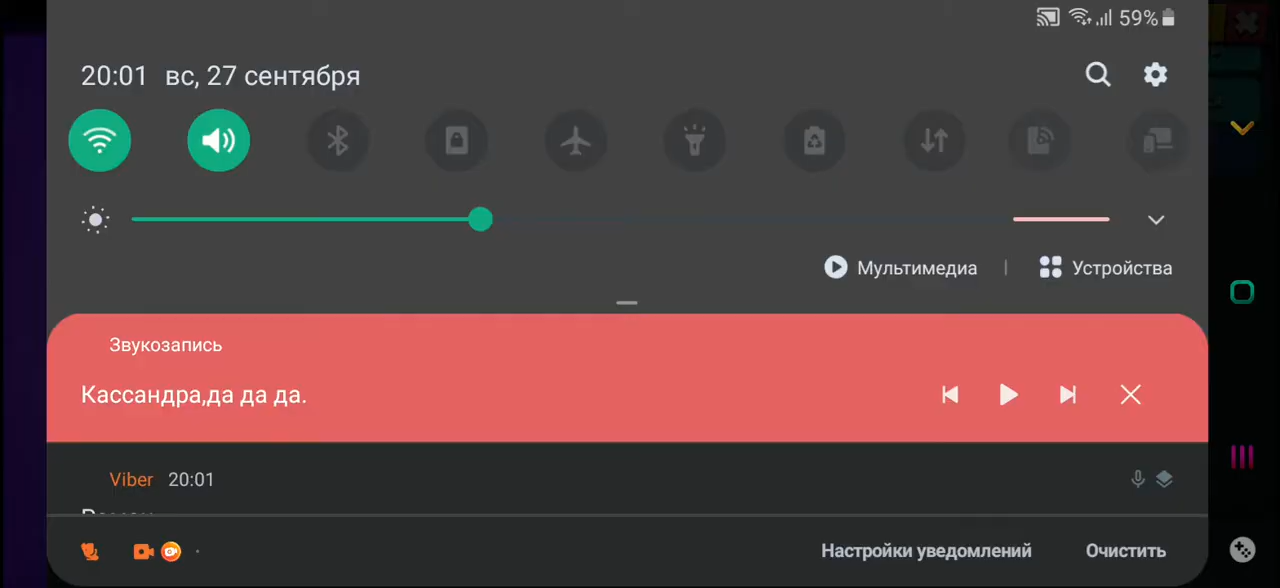 59%
20:01 вс, 27 сентября
Мультимедиа | Устройства
Звукозапись
Кассандра,да да да.
Viber 20:01
Настройки уведомлений Очистить